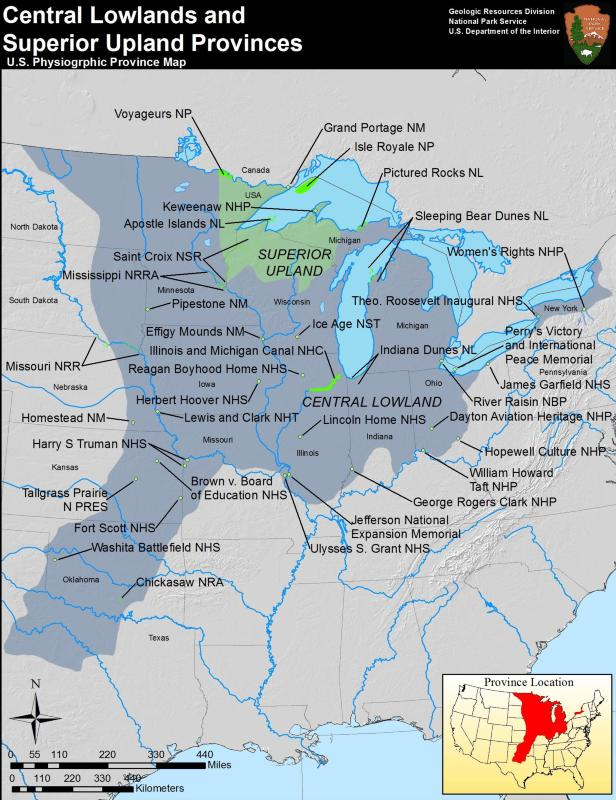 Central Lowlands and
Superior Upland Provinces
U.S. Physiogrphic Province Map
Geologic Resources Division
National Park Service
U.S. Department of the Interior
Voyageurs NP
Grand Portage NM
Isle Royale NP
Canada
USA
Pictured Rocks NL
Keweenaw NHP
Apostle Islands NL
Sleeping Bear Dunes NL
North Dakota
Michigan
Saint Croix NSR
SUPERIOR
UPLAND
Women's Rights NHP
Mississippi NRRA
Minnesota
South Dakota
Pipestone NM
Wisconsin
Theo. Roosevelt Inaugural NHS
New York
Effigy Mounds NM
Ice Age NST
Michigan
Perry's Victory
and International
Peace Memorial
Illinois and Michigan Canal NHC
Indiana Dunes NL
Missouri NRR
Reagan Boyhood Home NHS
Pennsylvania
Nebraska
Iowa
Ohio
James Garfield NHS
Herbert Hoover NHS
CENTRAL LOWLAND
River Raisin NBP
Homestead NM
Lewis and Clark NHT
Lincoln Home NHS
Dayton Aviation Heritage NHP
Harry S Truman NHS
Missouri
Illinois
Indiana
Hopewell Culture NHP
Kansas
William Howard
Taft NHP
Tallgrass Prairie
N PRES
Brown v. Board
of Education NHS
George Rogers Clark NHP
Fort Scott NHS
Jefferson National
Expansion Memorial
Washita Battlefield NHS
Ulysses S. Grant NHS
Oklahoma
Chickasaw NRA
Texas
N
Province Location
0 55 110 220 330 440
Miles
0 110 220 330 440
Kilometers